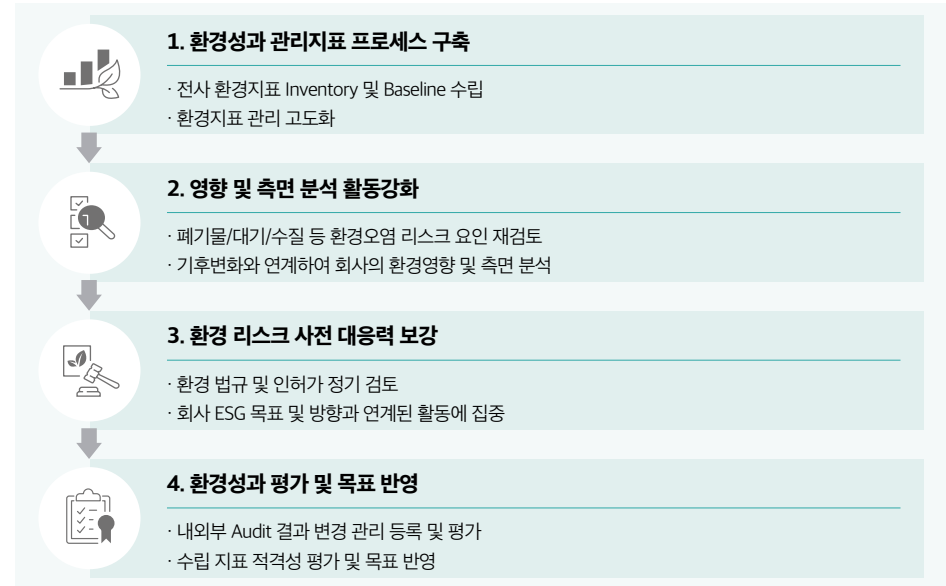 1. 환경성과 관리지표 프로세스 구축
· 전사 환경지표 Inventory 및 Baseline 수립
· 환경지표 관리 고도화
2. 영향 및 측면 분석 활동강화
· 폐기물/대기/수질 등 환경오염 리스크 요인 재검토
· 기후변화와 연계하여 회사의 환경영향 및 측면 분석
3. 환경 리스크 사전 대응력 보강
· 환경 법규 및 인허가 정기 검토
· 회사 ESG 목표 및 방향과 연계된 활동에 집중
4. 환경성과 평가 및 목표 반영
· 내외부 Audit 결과 변경 관리 등록 및 평가
· 수립 지표 적격성 평가 및 목표 반영